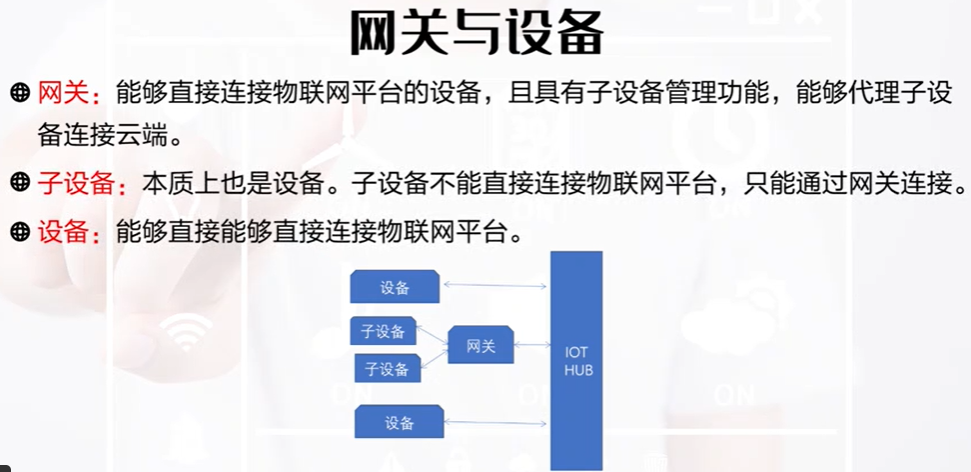 网关与设备
网关：能够直接连接物联网平台的设备，且具有子设备管理功能，能够代理子设
备连接云端。
子设备：本质上也是设备。子设备不能直接连接物联网平台，只能通过网关连接。
设备：能够直接能够直接连接物联网平台。
设备
子设备
网关
子设备
IOT
HUB
设备
ON
ON